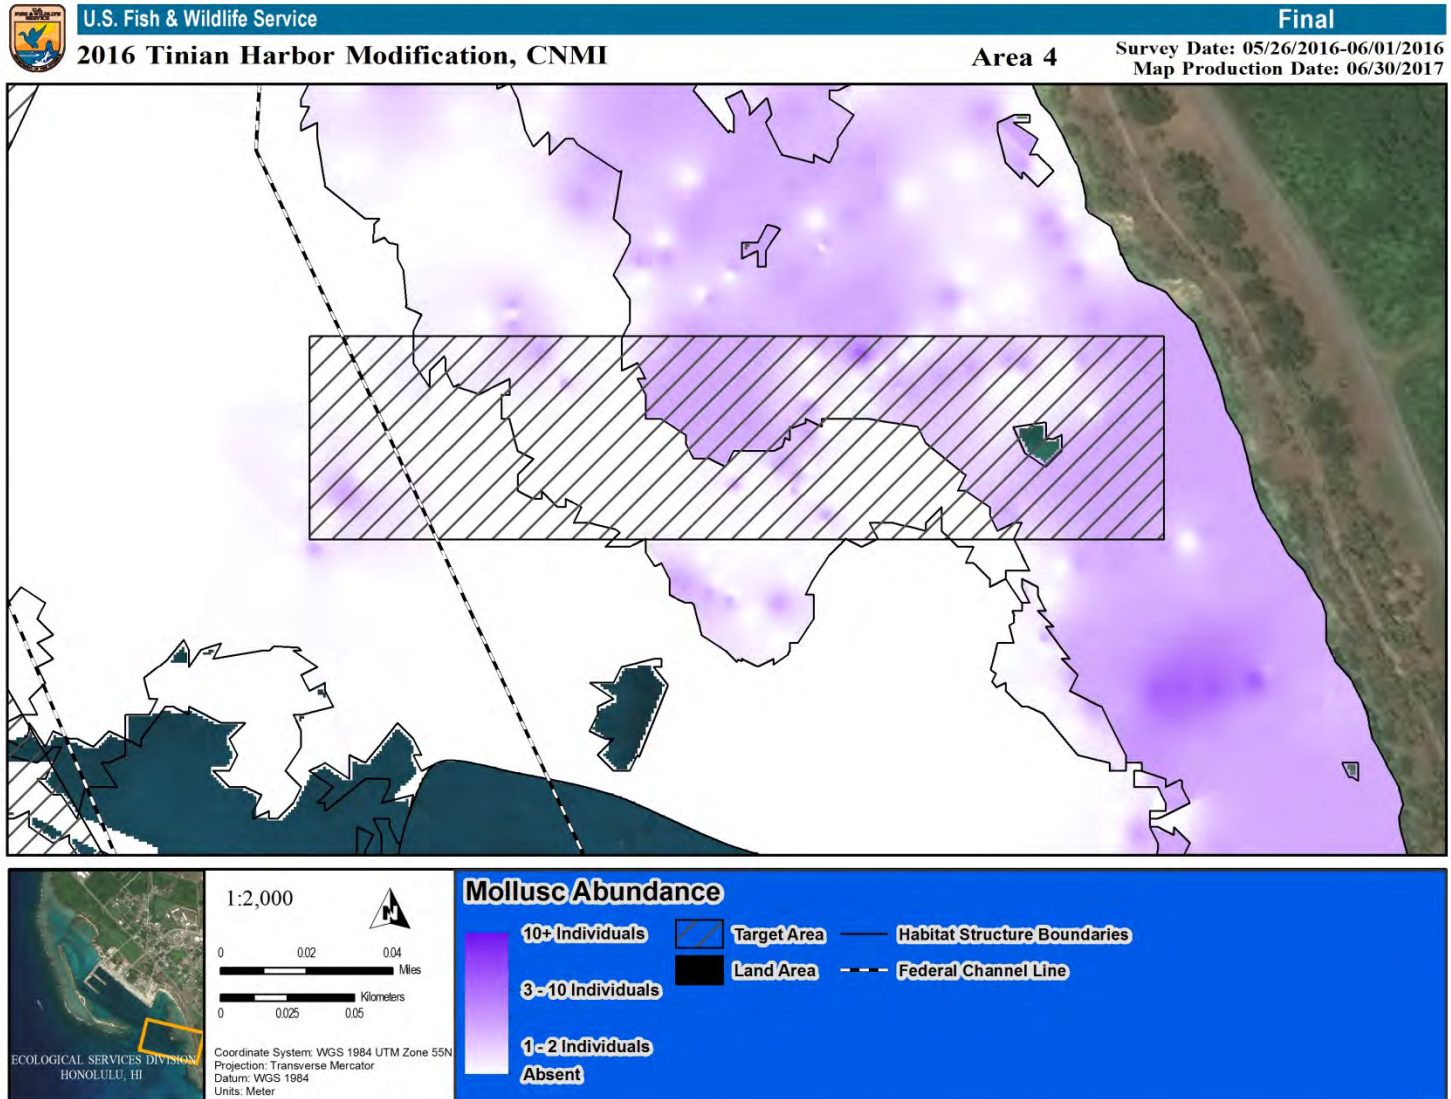 U.S.
FISH & WILDLIFE
SERVICE
U.S. Fish & Wildlife Service
Final
2016 Tinian Harbor Modification, CNMI
Area 4
Survey Date: 05/26/2016-06/01/2016
Map Production Date: 06/30/2017
ECOLOGICAL SERVICES DIVISION
HONOLULU, HI
1:2,000
N
0 0.02 0.04
Miles
Kilometers
0 0.025 0.05
Coordinate System: WGS 1984 UTM Zone 55N
Projection: Transverse Mercator
Datum: WGS 1984
Units: Meter
Mollusc Abundance
10+ Individuals
3 - 10 Individuals
1 - 2 Individuals
Absent
Target Area
Land Area
Habitat Structure Boundaries
Federal Channel Line